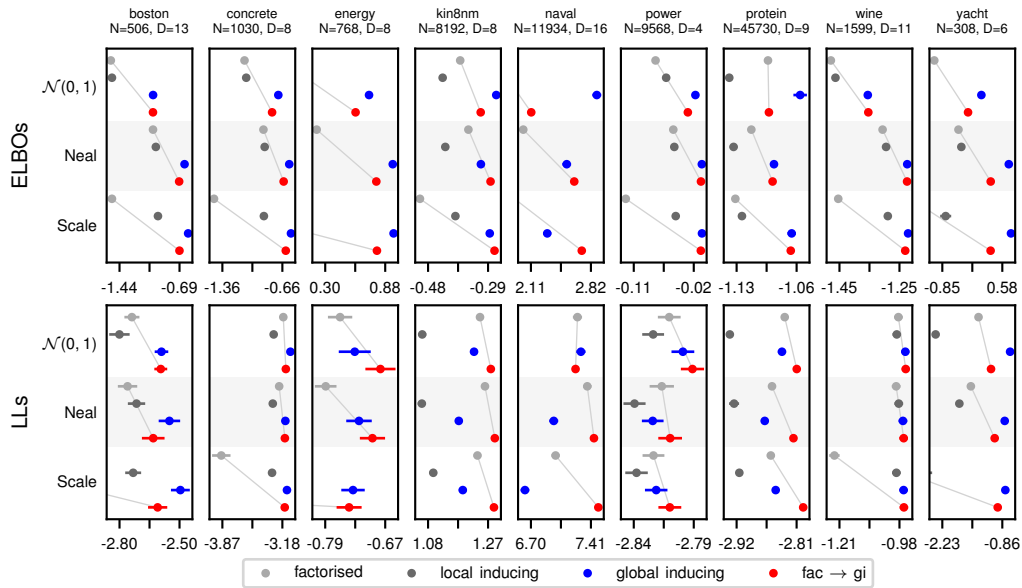 boston concrete energy kin8nm naval power protein wine yacht
N=506, D=13 N=1030, D=8 N=768, D=8 N=8192, D=8 N=11934, D=16 N=9568, D=4 N=45730, D=9 N=1599, D=11 N=308, D=6
ELBOs
𝒩(0, 1)
Neal
Scale
-1.44 -0.69 -1.36 -0.66 0.30 0.88 -0.48 -0.29 2.11 2.82 -0.11 -0.02 -1.13 -1.06 -1.45 -1.25 -0.85 0.58
LLs
𝒩(0, 1)
Neal
Scale
-2.80 -2.50 -3.87 -3.18 -0.79 -0.67 1.08 1.27 6.70 7.41 -2.84 -2.79 -2.92 -2.81 -1.21 -0.98 -2.23 -0.86
factorised local inducing global inducing fac → gi